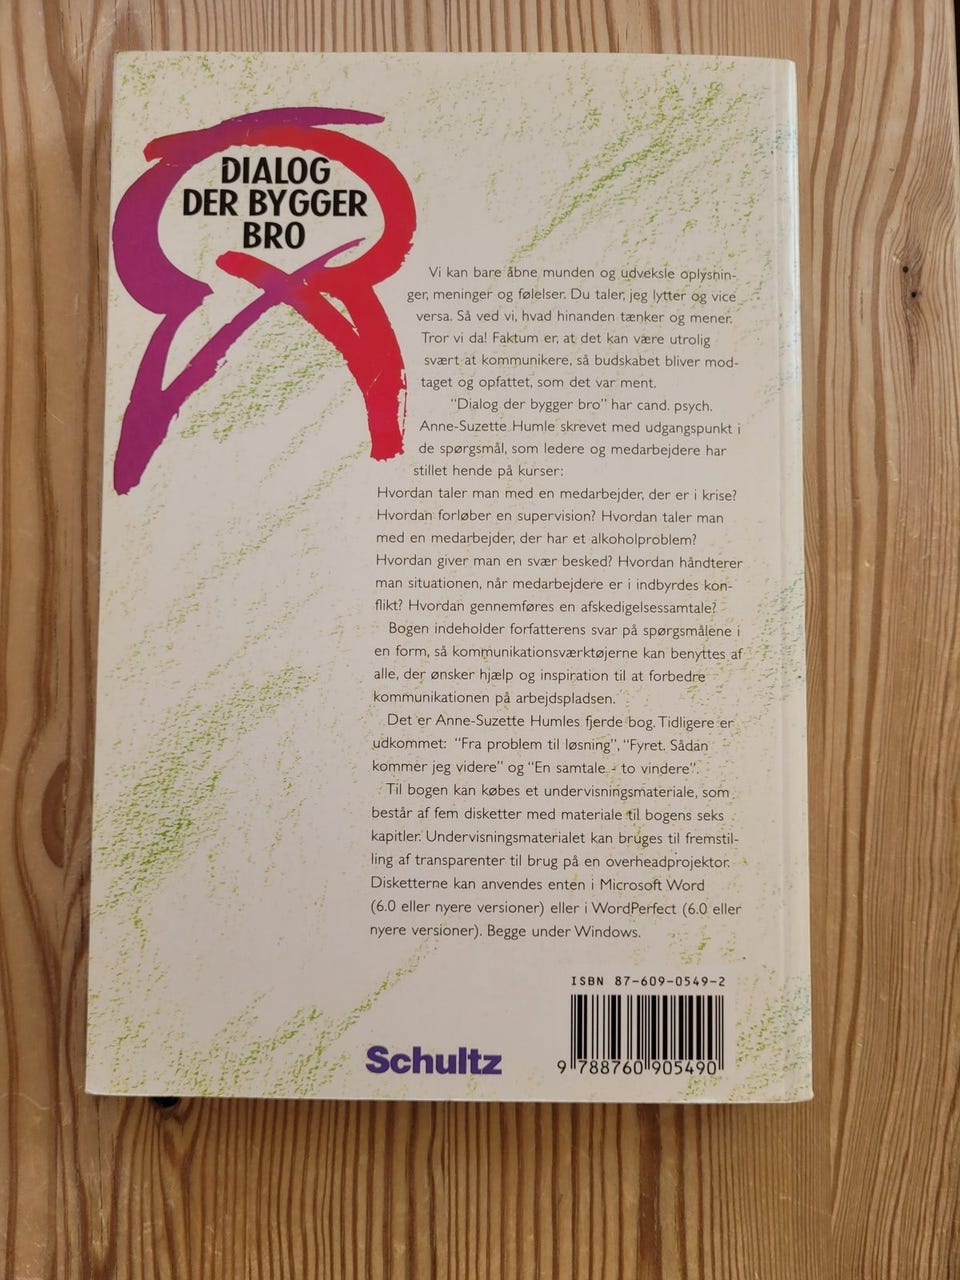 DIALOG
DER BYGGER
BRO
Vi kan bare åbne munden og udveksle oplysnin-
ger, meninger og følelser. Du taler, jeg lytter og vice
versa. Så ved vi, hvad hinanden tænker og mener.
Tror vi da! Faktum er, at det kan være utrolig
svært at kommunikere, så budskabet bliver mod-
taget og opfattet, som det var ment.
"Dialog der bygger bro" har cand. psych.
Anne-Suzette Humle skrevet med udgangspunkt i
de spørgsmål, som ledere og medarbejdere har
stillet hende på kurser:
Hvordan taler man med en medarbejder, der er i krise?
Hvordan forløber en supervision? Hvordan taler man
med en medarbejder, der har et alkoholproblem?
Hvordan giver man en svær besked? Hvordan håndterer
man situationen, når medarbejdere er i indbyrdes kon-
flikt? Hvordan gennemføres en afskedigelsessamtale?
Bogen indeholder forfatterens svar på spørgsmålene i
en form, så kommunikationsværktøjerne kan benyttes af
alle, der ønsker hjælp og inspiration til at forbedre
kommunikationen på arbejdspladsen.
Det er Anne-Suzette Humles fjerde bog. Tidligere er
udkommet: "Fra problem til løsning", "Fyret. Sådan
kommer jeg videre" og "En samtale - to vindere".
Til bogen kan købes et undervisningsmateriale, som
består af fem disketter med materiale til bogens seks
kapitler. Undervisningsmaterialet kan bruges til fremstil-
ling af transparenter til brug på en overheadprojektor.
Disketterne kan anvendes enten i Microsoft Word
(6.0 eller nyere versioner) eller i WordPerfect (6.0 eller
nyere versioner). Begge under Windows.
ISBN 87-609-0549-2
9 788760 905490
Schultz